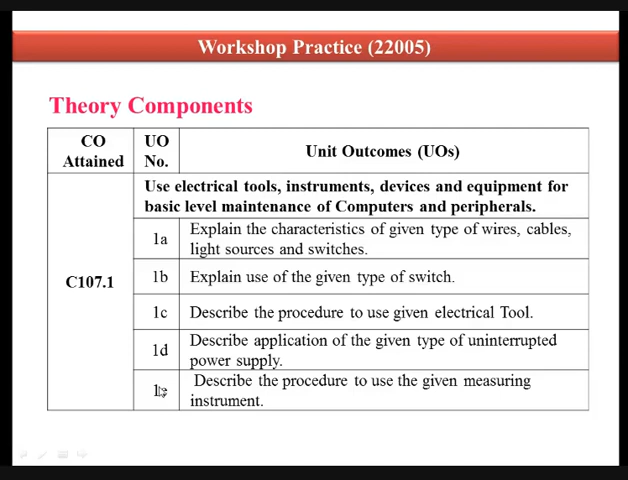 Workshop Practice (22005)
Theory Components
CO
Attained
UO
No.
Unit Outcomes (UOs)
C107.1
Use electrical tools, instruments, devices and equipment for
basic level maintenance of Computers and peripherals.
1a
Explain the characteristics of given type of wires, cables,
light sources and switches.
1b
Explain use of the given type of switch.
1c
Describe the procedure to use given electrical Tool.
1d
Describe application of the given type of uninterrupted
power supply.
Describe the procedure to use the given measuring
instrument.